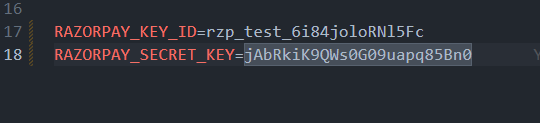 16
17 RAZORPAY_KEY_ID=rzp_test_6i84joloRNl5Fc
18 RAZORPAY_SECRET_KEY=jAbRkiK9QWs0G09uapq85Bn0